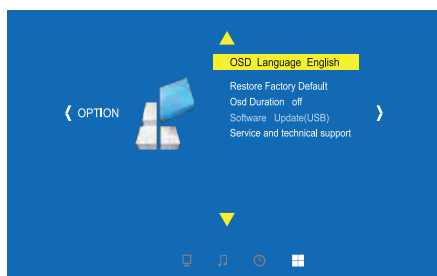 OSD Language English
Restore Factory Default
Osd Duration off
OPTION
Software Update(USB)
Service and technical support